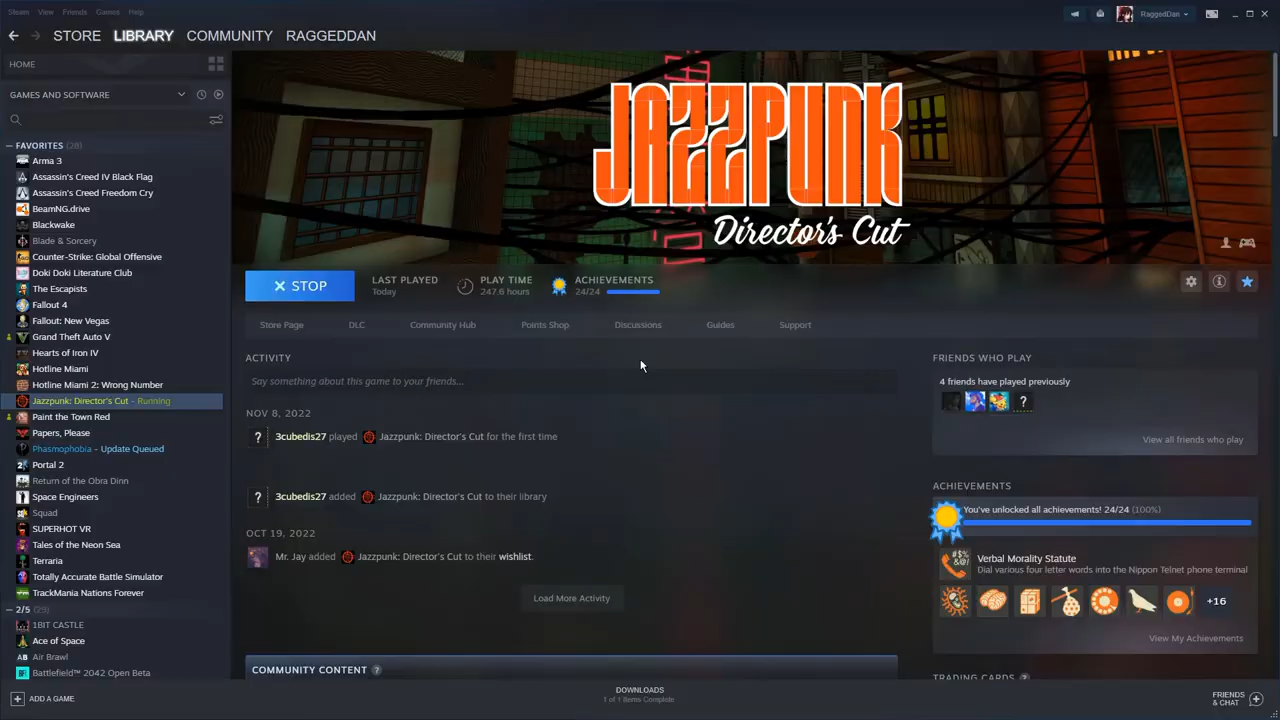 Steam View Friends Games Help
RaggedDan
STORE LIBRARY COMMUNITY RAGGEDDAN
HOME
GAMES AND SOFTWARE
FAVORITES (28)
Arma 3
Assassin's Creed IV Black Flag
Assassin's Creed Freedom Cry
BeamNG.drive
Blackwake
Blade & Sorcery
Counter-Strike: Global Offensive
Doki Doki Literature Club
The Escapists
Fallout 4
Fallout: New Vegas
Grand Theft Auto V
Hearts of Iron IV
Hotline Miami
Hotline Miami 2: Wrong Number
Jazzpunk: Director's Cut - Running
Paint the Town Red
Papers, Please
Phasmophobia - Update Queued
Portal 2
Return of the Obra Dinn
Space Engineers
Squad
SUPERHOT VR
Tales of the Neon Sea
Terraria
Totally Accurate Battle Simulator
TrackMania Nations Forever
2/5 (29)
1BIT CASTLE
Ace of Space
Air Brawl
Battlefield™ 2042 Open Beta
ADD A GAME
JAZZPUNK
Director's Cut
STOP
LAST PLAYED
Today
PLAY TIME
247.6 hours
ACHIEVEMENTS
24/24
Store Page DLC Community Hub Points Shop Discussions Guides Support
ACTIVITY
Say something about this game to your friends...
NOV 8, 2022
? 3cubedis27 played Jazzpunk: Director's Cut for the first time
? 3cubedis27 added Jazzpunk: Director's Cut to their library
OCT 19, 2022
Mr. Jay added Jazzpunk: Director's Cut to their wishlist.
Load More Activity
COMMUNITY CONTENT ?
FRIENDS WHO PLAY
4 friends have played previously
?
View all friends who play
ACHIEVEMENTS
You've unlocked all achievements! 24/24 (100%)
#$%
&@!
Verbal Morality Statute
Dial various four letter words into the Nippon Telnet phone terminal
+16
View My Achievements
TRADING CARDS ?
DOWNLOADS
1 of 1 Items Complete
FRIENDS
& CHAT